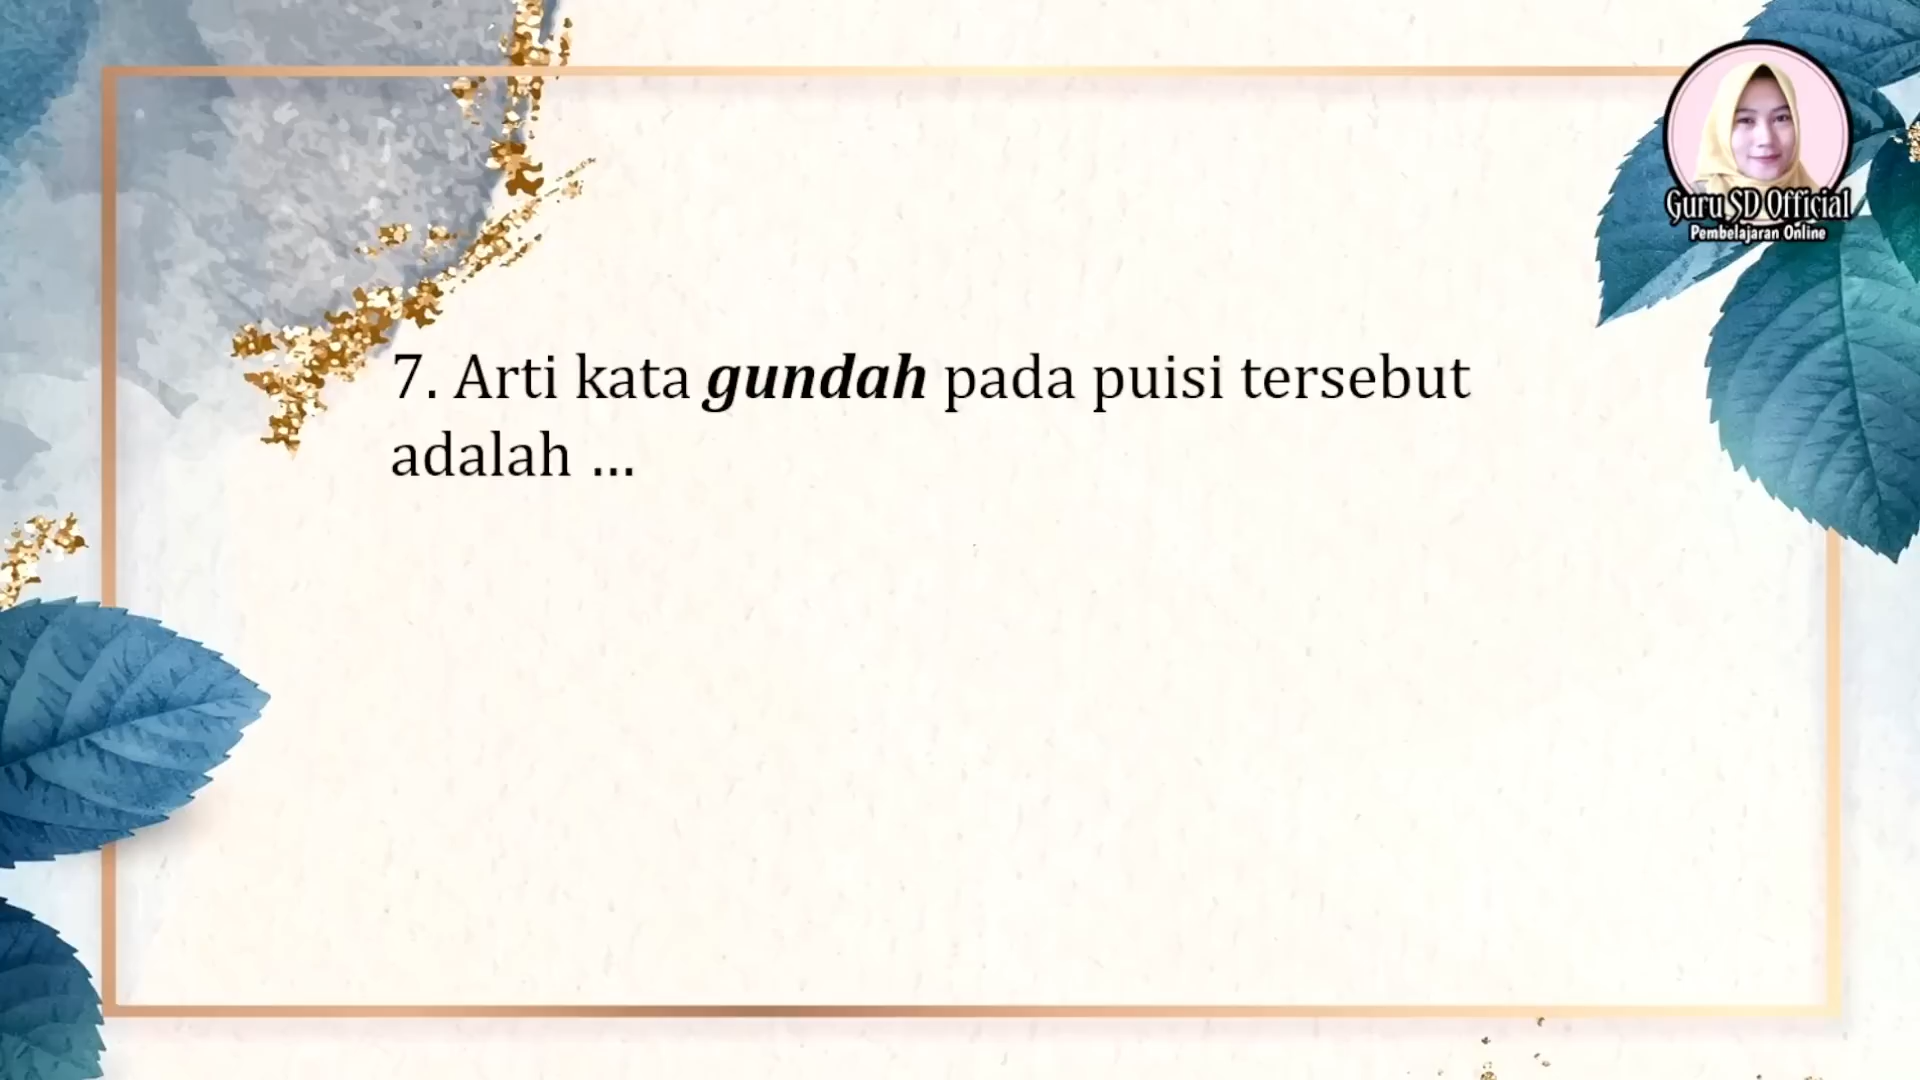 Guru SD Official
Pembelajaran Online
7. Arti kata gundah pada puisi tersebut
adalah ...